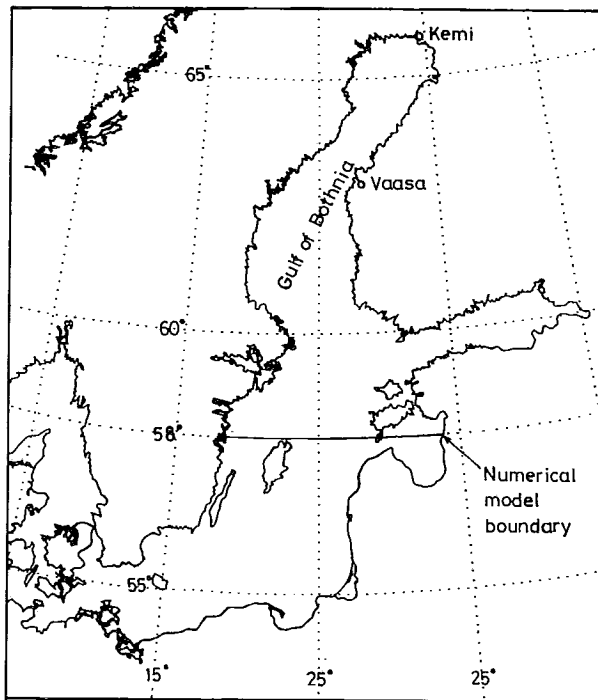 Kemi
65°
Vaasa
Gulf of Bothnia
60°
58°
Numerical
model
boundary
55°
15°
25°
25°